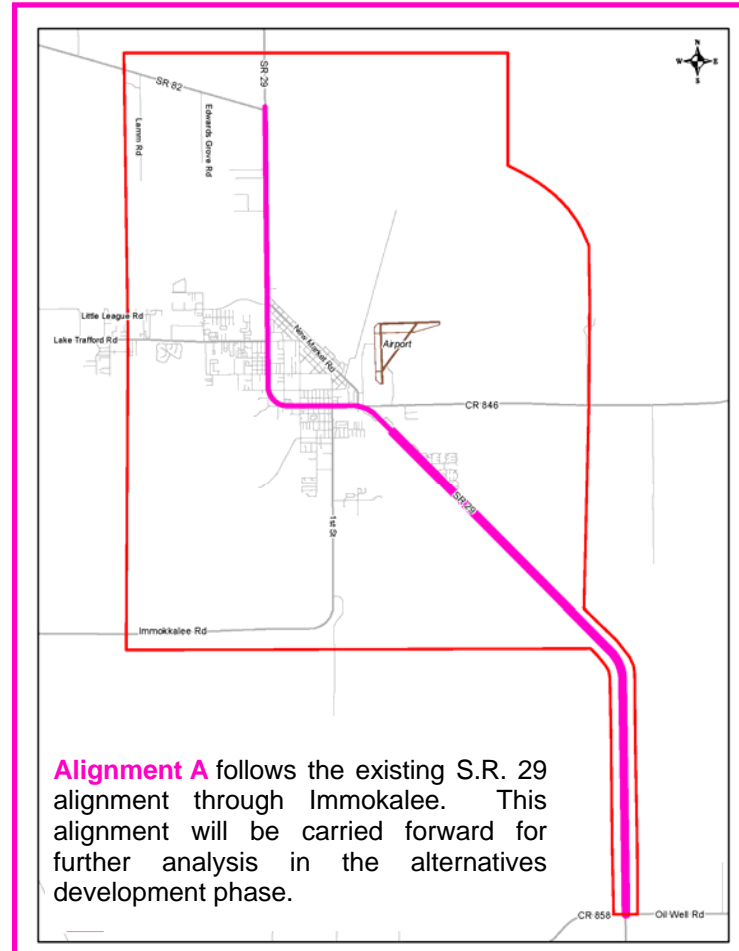 N
W E
S
SR 82
SR 29
Lamm Rd
Edwards Grove Rd
Little League Rd
Lake Trafford Rd
New Market Rd
Airport
CR 846
SR 29
1st St
Immokkalee Rd
Alignment A follows the existing S.R. 29
alignment through Immokalee. This
alignment will be carried forward for
further analysis in the alternatives
development phase.
CR 858
Oil Well Rd